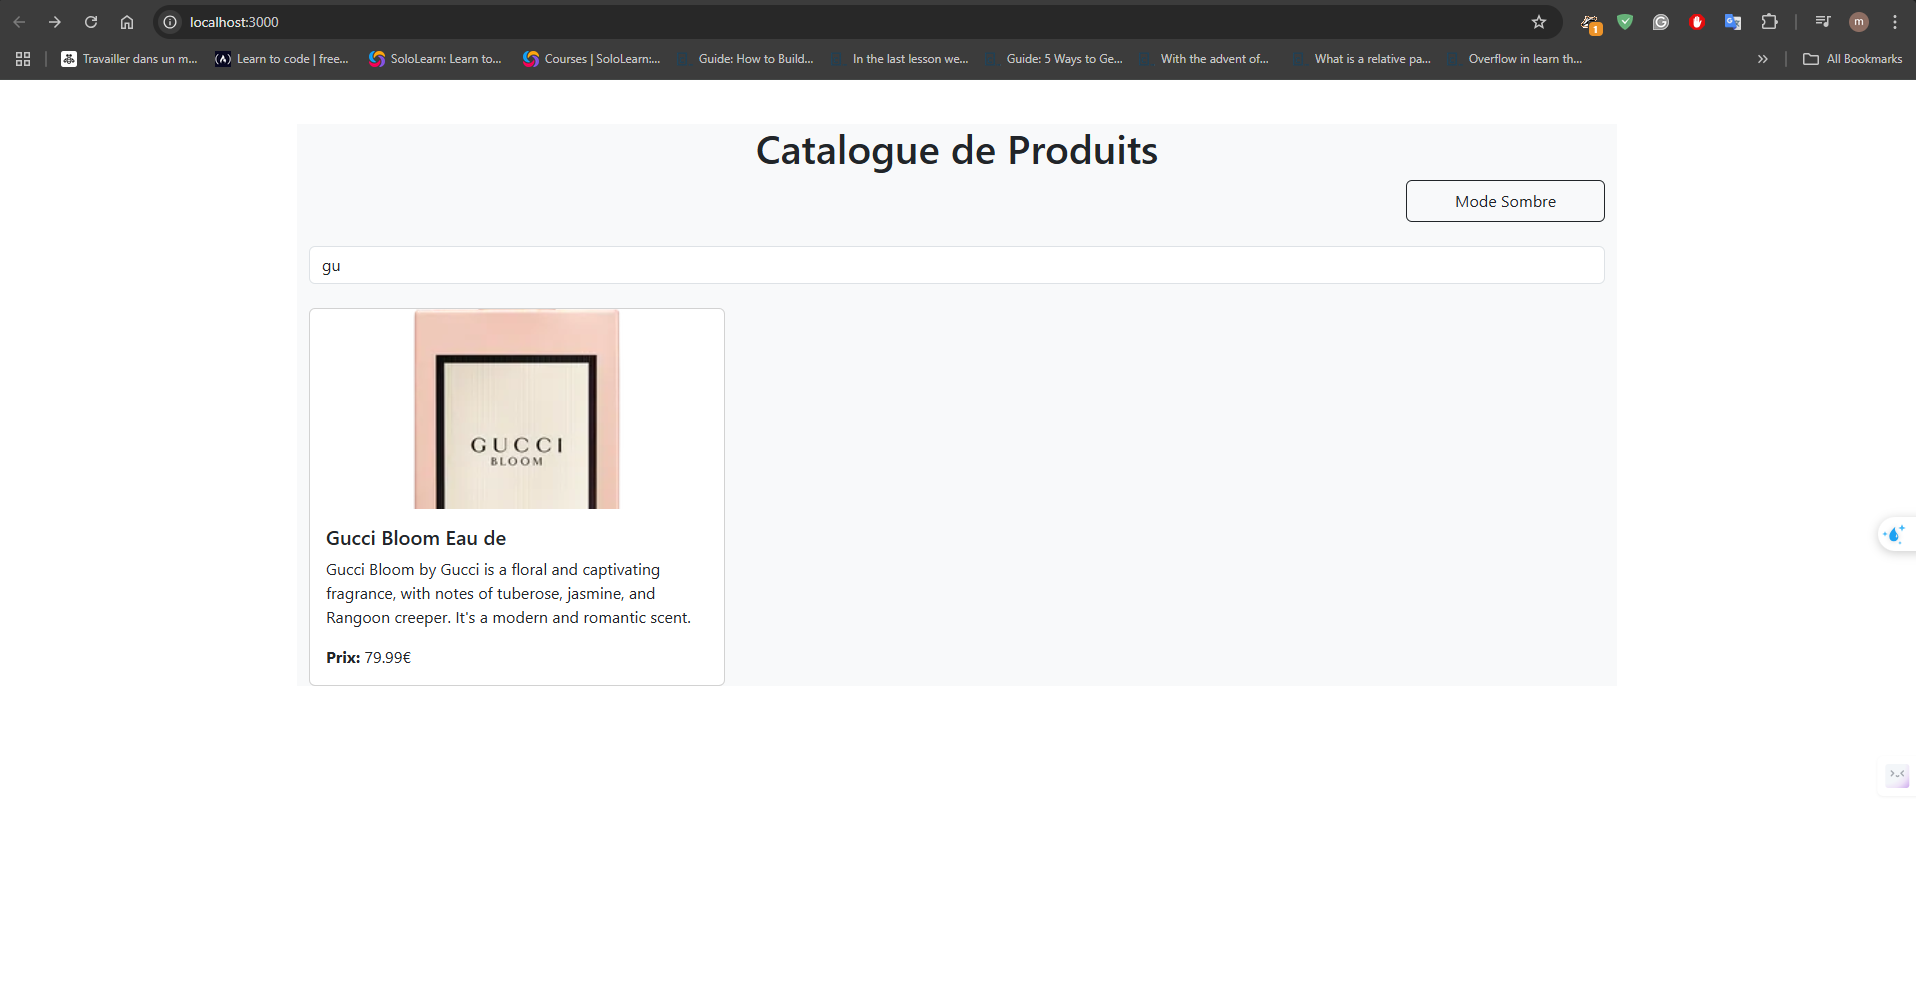 localhost:3000
1
m
Travailler dans un m...
Learn to code | free...
SoloLearn: Learn to...
Courses | SoloLearn:...
Guide: How to Build...
In the last lesson we...
Guide: 5 Ways to Ge...
With the advent of...
What is a relative pa...
Overflow in learn th...
All Bookmarks
Catalogue de Produits
Mode Sombre
gu
GUCCI
BLOOM
Gucci Bloom Eau de
Gucci Bloom by Gucci is a floral and captivating
fragrance, with notes of tuberose, jasmine, and
Rangoon creeper. It's a modern and romantic scent.
Prix: 79.99€